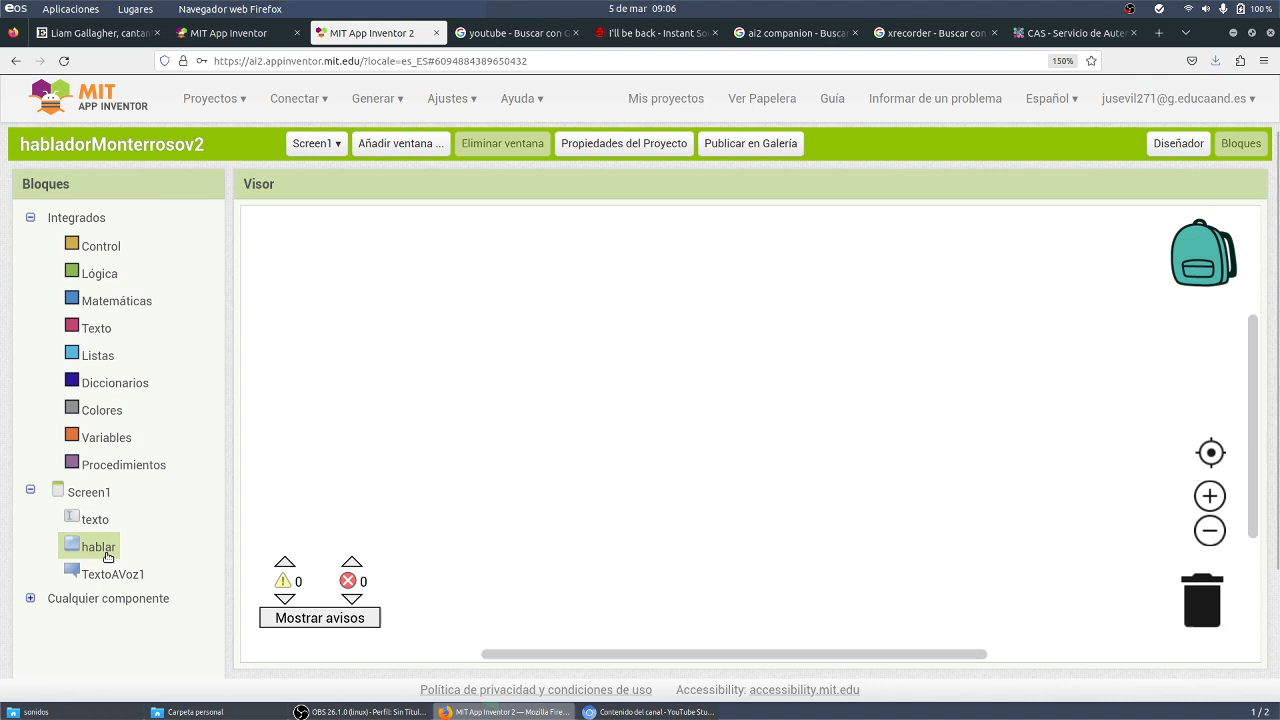 eos Aplicaciones Lugares Navegador web Firefox 5 de mar 09:06 100 %
Liam Gallagher, cantan MIT App Inventor MIT App Inventor 2 youtube - Buscar con G I'll be back - Instant So ai2 companion - Buscar xrecorder - Buscar con G CAS - Servicio de Auten
https://ai2.appinventor.mit.edu/?locale=es_ES#6094884389650432 150%
MIT
APP INVENTOR
Proyectos ▾ Conectar ▾ Generar ▾ Ajustes ▾ Ayuda ▾ Mis proyectos Ver Papelera Guía Informar de un problema Español ▾ jusevil271@g.educaand.es ▾
habladorMonterrosov2 Screen1 ▾ Añadir ventana ... Eliminar ventana Propiedades del Proyecto Publicar en Galería Diseñador Bloques
Bloques Visor
Integrados
Control
Lógica
Matemáticas
Texto
Listas
Diccionarios
Colores
Variables
Procedimientos
Screen1
texto
hablar
TextoAVoz1
Cualquier componente
0 0
Mostrar avisos
Política de privacidad y condiciones de uso Accessibility: accessibility.mit.edu
sonidos Carpeta personal OBS 26.1.0 (linux) - Perfil: Sin Titul... MIT App Inventor 2 — Mozilla Fire... Contenido del canal - YouTube Stu... 1 / 2